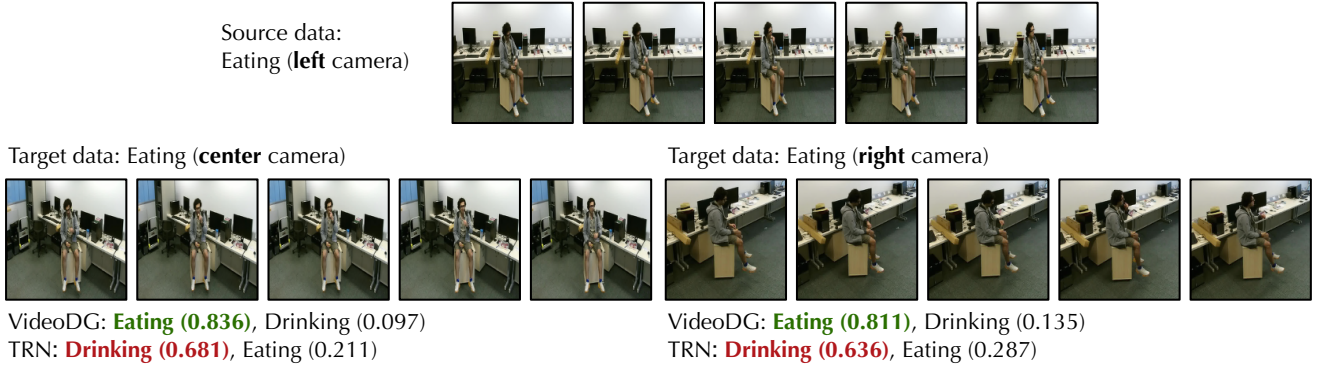 Source data:
Eating (left camera)
Target data: Eating (center camera)
Target data: Eating (right camera)
VideoDG: Eating (0.836), Drinking (0.097)
TRN: Drinking (0.681), Eating (0.211)
VideoDG: Eating (0.811), Drinking (0.135)
TRN: Drinking (0.636), Eating (0.287)